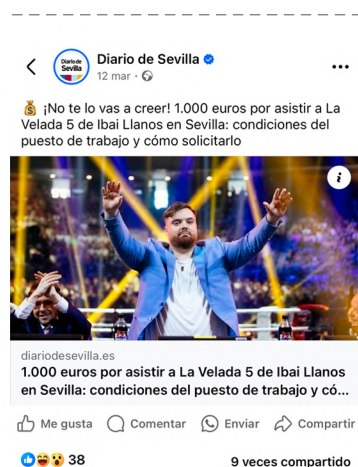 Diario de Sevilla
Diario de
Sevilla
12 mar ·
¡No te lo vas a creer! 1.000 euros por asistir a La
Velada 5 de Ibai Llanos en Sevilla: condiciones del
puesto de trabajo y cómo solicitarlo
i
diariodesevilla.es
1.000 euros por asistir a La Velada 5 de Ibai Llanos
en Sevilla: condiciones del puesto de trabajo y có...
Me gusta
Comentar
Enviar
Compartir
38
9 veces compartido